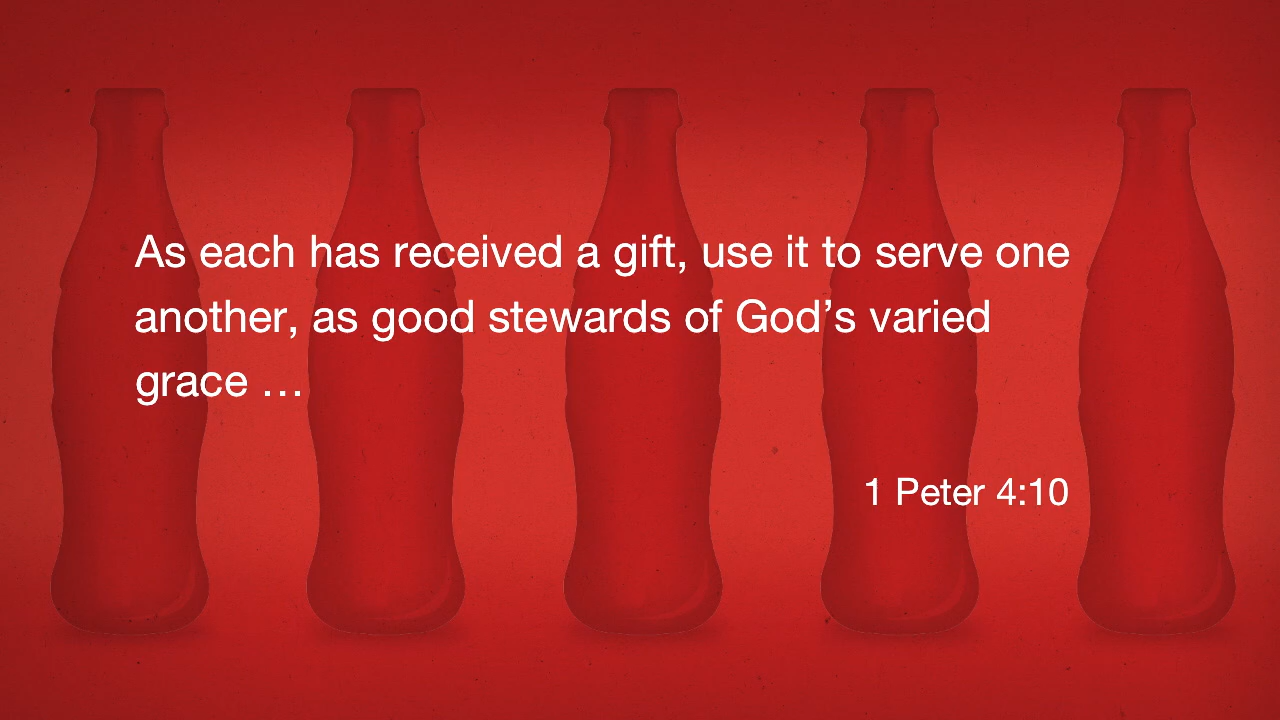 As each has received a gift, use it to serve one
another, as good stewards of God’s varied
grace …
1 Peter 4:10